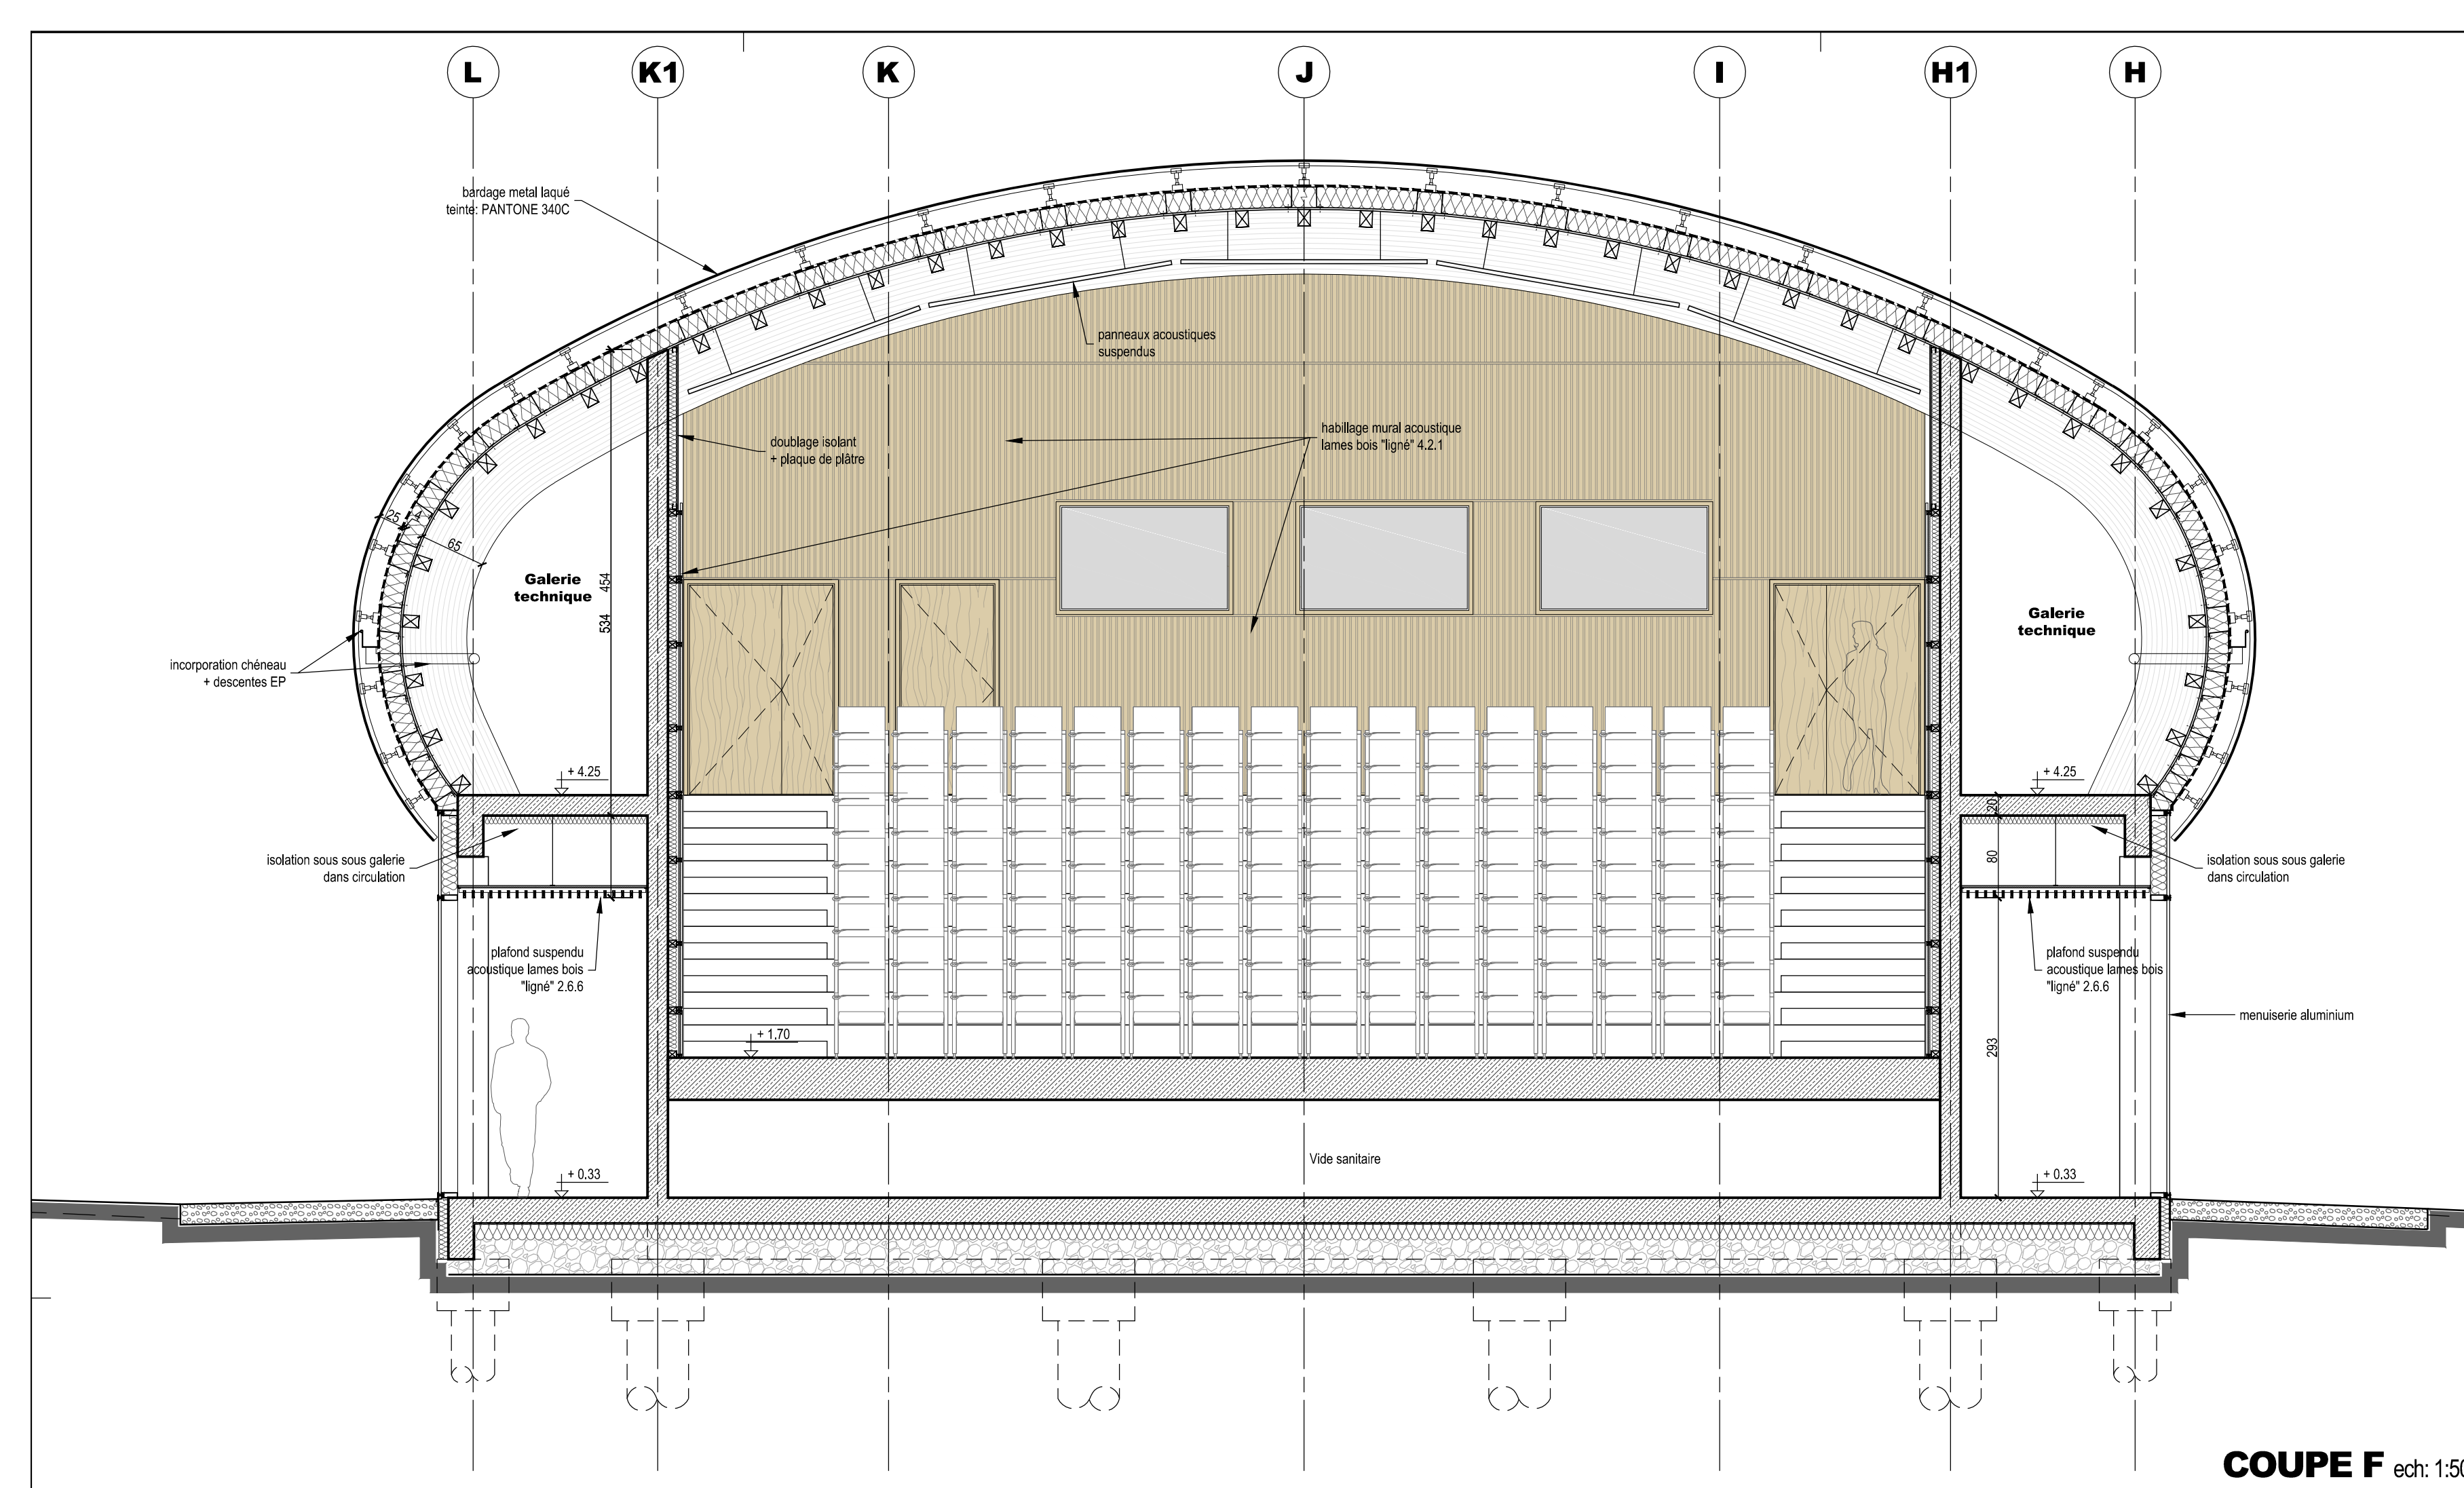 L
K1
K
J
I
H1
H
bardage metal laqué
teinte: PANTONE 340C
panneaux acoustiques
suspendus
doublage isolant
+ plaque de plâtre
habillage mural acoustique
lames bois "ligné" 4.2.1
25
4
65
Galerie
technique
454
534
Galerie
technique
incorporation chéneau
+ descentes EP
+ 4.25
+ 4.25
20
isolation sous sous galerie
dans circulation
80
isolation sous sous galerie
dans circulation
plafond suspendu
acoustique lames bois
"ligné" 2.6.6
plafond suspendu
acoustique lames bois
"ligné" 2.6.6
menuiserie aluminium
+ 1,70
293
Vide sanitaire
+ 0.33
+ 0.33
COUPE F ech: 1:50